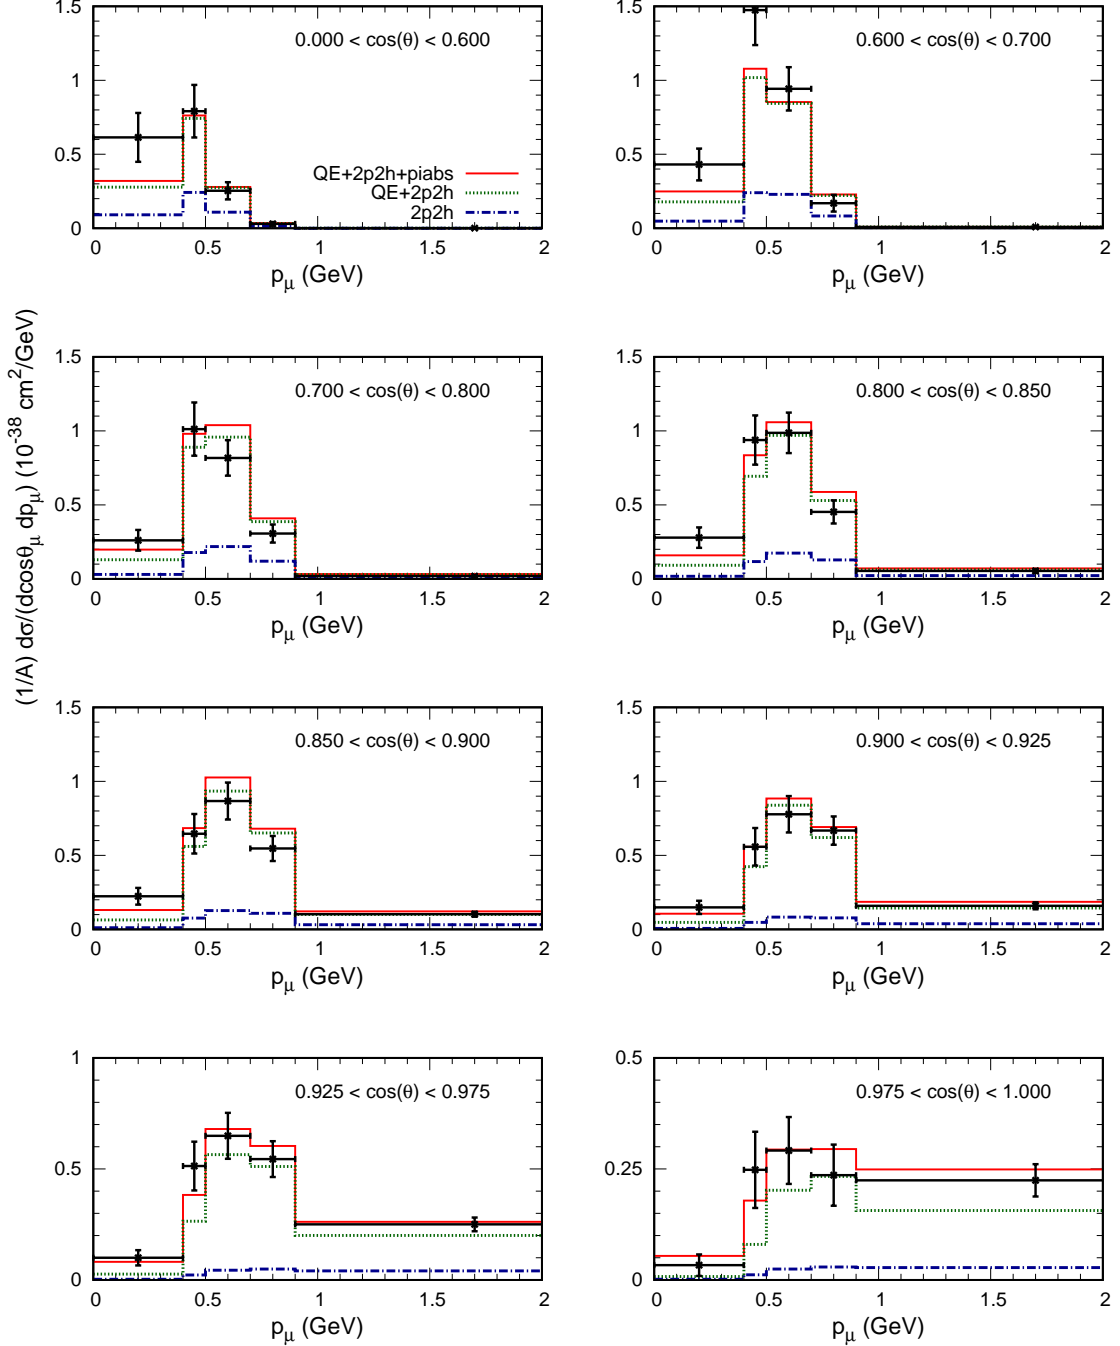 (1/A) dσ/(dcosθμ dpμ) (10⁻³⁸ cm²/GeV)
0.000 < cos(θ) < 0.600
QE+2p2h+piabs
QE+2p2h
2p2h
1.5
1
0.5
0
0 0.5 1 1.5 2
pμ (GeV)
0.600 < cos(θ) < 0.700
1.5
1
0.5
0
0 0.5 1 1.5 2
pμ (GeV)
0.700 < cos(θ) < 0.800
1.5
1
0.5
0
0 0.5 1 1.5 2
pμ (GeV)
0.800 < cos(θ) < 0.850
1.5
1
0.5
0
0 0.5 1 1.5 2
pμ (GeV)
0.850 < cos(θ) < 0.900
1.5
1
0.5
0
0 0.5 1 1.5 2
pμ (GeV)
0.900 < cos(θ) < 0.925
1.5
1
0.5
0
0 0.5 1 1.5 2
pμ (GeV)
0.925 < cos(θ) < 0.975
1
0.5
0
0 0.5 1 1.5 2
pμ (GeV)
0.975 < cos(θ) < 1.000
0.5
0.25
0
0 0.5 1 1.5 2
pμ (GeV)